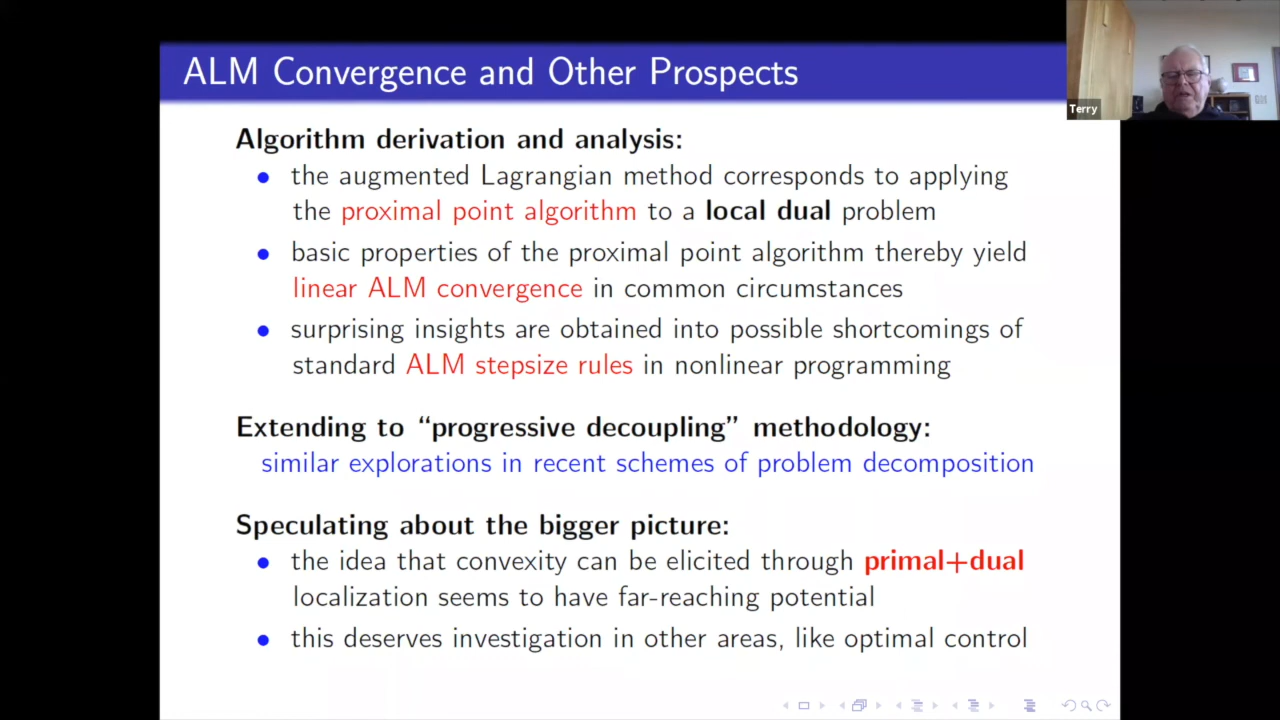 ALM Convergence and Other Prospects
Terry
Algorithm derivation and analysis:
the augmented Lagrangian method corresponds to applying
the proximal point algorithm to a local dual problem
basic properties of the proximal point algorithm thereby yield
linear ALM convergence in common circumstances
surprising insights are obtained into possible shortcomings of
standard ALM stepsize rules in nonlinear programming
Extending to “progressive decoupling” methodology:
similar explorations in recent schemes of problem decomposition
Speculating about the bigger picture:
the idea that convexity can be elicited through primal+dual
localization seems to have far-reaching potential
this deserves investigation in other areas, like optimal control